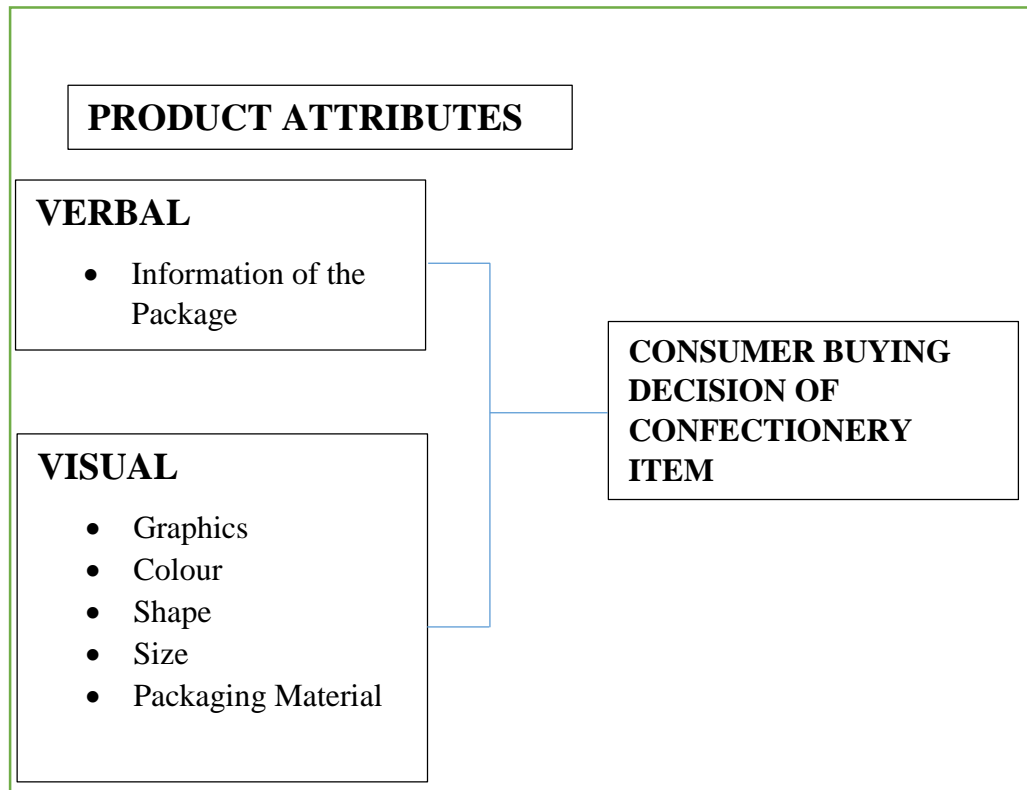 PRODUCT ATTRIBUTES
VERBAL
• Information of the
Package
VISUAL
• Graphics
• Colour
• Shape
• Size
• Packaging Material
CONSUMER BUYING
DECISION OF
CONFECTIONERY
ITEM